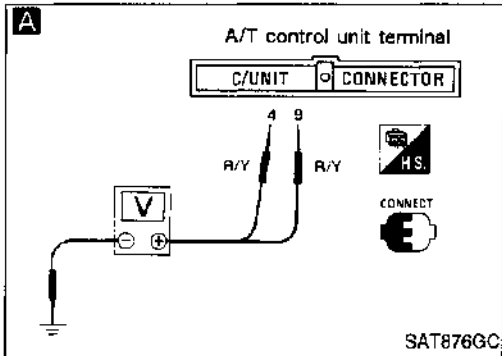 A
A/T control unit terminal
C/UNIT CONNECTOR
4 9
R/Y R/Y
H.S.
V
CONNECT
SAT876GC